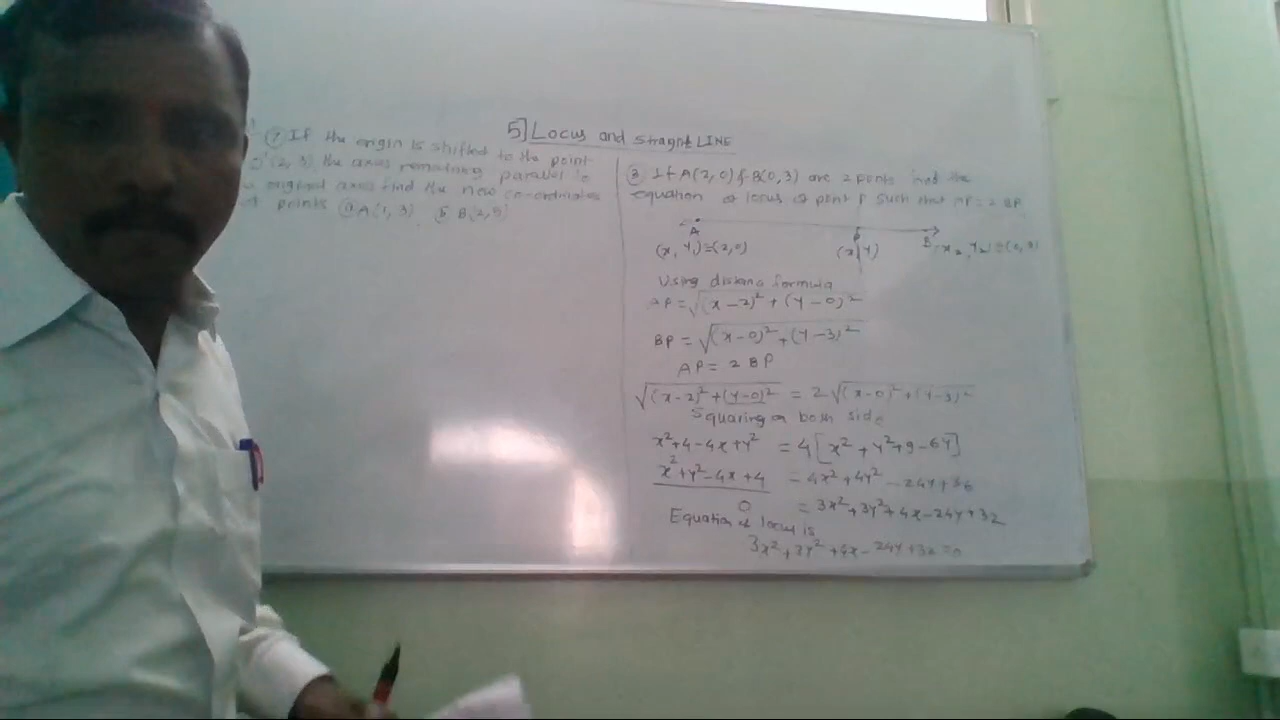 5] Locus and straight LINE
7 If the origin is shifted to the point
O'(2, 3) the axes remaining parallel to
original axes find the new co-ordinates
points a A(1, 3) b B(2, 5)
3 If A(2, 0) & B(0, 3) are 2 points find the
equation of locus of point P such that AP = 2 BP
A P B
(x, y,) ≡ (2, 0) (x, y) x2, y2) ≡ (0, 3)
Using distance formula
AP = √(x-2)² + (y-0)²
BP = √(x-0)² + (y-3)²
AP = 2 BP
√(x-2)² + (y-0)² = 2√(x-0)² + (y-3)²
Squaring on both side
x² + 4 - 4x + y² = 4[x² + y² + 9 - 6y]
x² + y² - 4x + 4 = 4x² + 4y² - 24y + 36
0 = 3x² + 3y² + 4x - 24y + 32
Equation of locus is
3x² + 3y² + 4x - 24y + 32 = 0